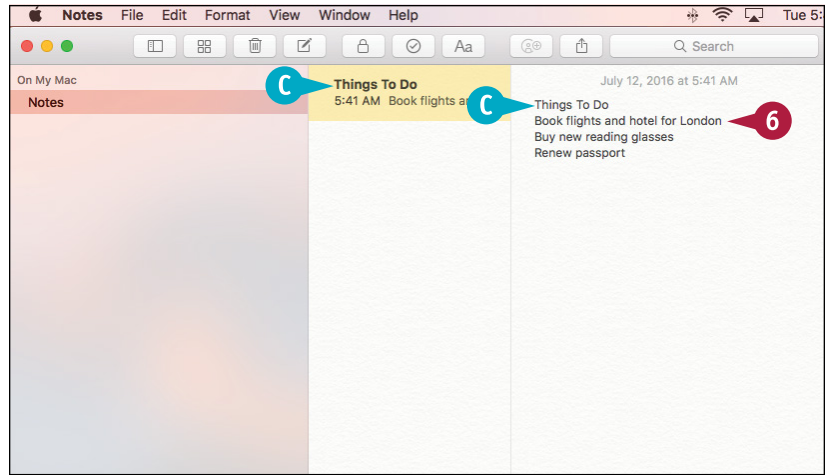 Notes File Edit Format View Window Help Tue 5:
Aa Search
On My Mac
Notes
C Things To Do
5:41 AM Book flights a
July 12, 2016 at 5:41 AM
C Things To Do
Book flights and hotel for London 6
Buy new reading glasses
Renew passport